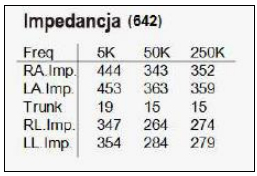 Impedancja (642)
Freq 5K 50K 250K
RA.Imp. 444 343 352
LA.Imp. 453 363 359
Trunk 19 15 15
RL.Imp. 347 264 274
LL.Imp. 354 284 279